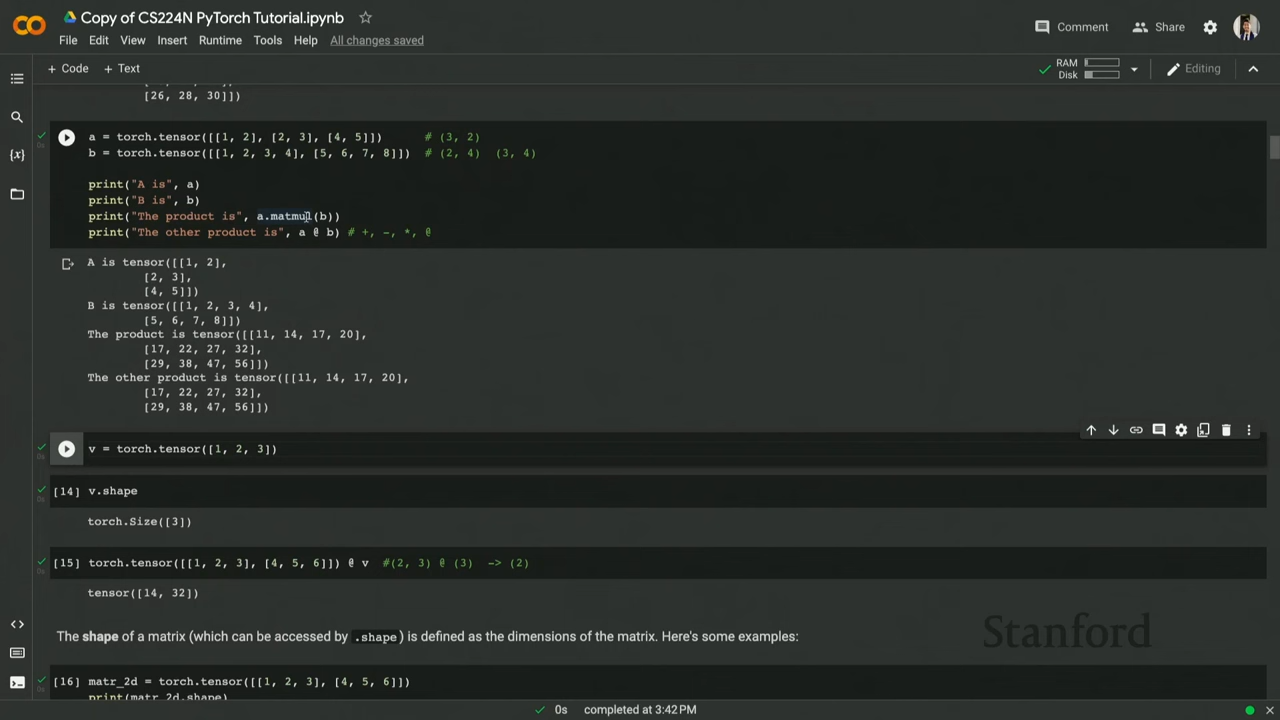 Copy of CS224N PyTorch Tutorial.ipynb
Comment
Share
File Edit View Insert Runtime Tools Help All changes saved
+ Code + Text
RAM
Disk
Editing
[26, 28, 30]])
a = torch.tensor([[1, 2], [2, 3], [4, 5]]) # (3, 2)
b = torch.tensor([[1, 2, 3, 4], [5, 6, 7, 8]]) # (2, 4) (3, 4)
print("A is", a)
print("B is", b)
print("The product is", a.matmul(b))
print("The other product is", a @ b) # +, -, *, @
A is tensor([[1, 2],
[2, 3],
[4, 5]])
B is tensor([[1, 2, 3, 4],
[5, 6, 7, 8]])
The product is tensor([[11, 14, 17, 20],
[17, 22, 27, 32],
[29, 38, 47, 56]])
The other product is tensor([[11, 14, 17, 20],
[17, 22, 27, 32],
[29, 38, 47, 56]])
v = torch.tensor([1, 2, 3])
[14] v.shape
torch.Size([3])
[15] torch.tensor([[1, 2, 3], [4, 5, 6]]) @ v #(2, 3) @ (3) -> (2)
tensor([14, 32])
The shape of a matrix (which can be accessed by .shape) is defined as the dimensions of the matrix. Here's some examples:
Stanford
[16] matr_2d = torch.tensor([[1, 2, 3], [4, 5, 6]])
print(matr_2d.shape)
0s completed at 3:42 PM